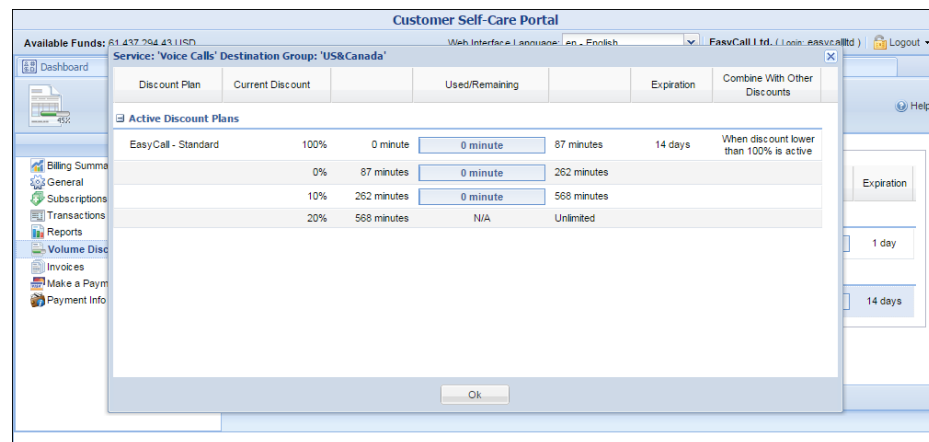 Customer Self-Care Portal
Available Funds: 61 437 294.43 USD Web Interface Language: en - English EasyCall Ltd. ( Login: easycallltd ) Logout
Dashboard
Service: 'Voice Calls' Destination Group: 'US&Canada'
Discount Plan Current Discount Used/Remaining Expiration Combine With Other Discounts
Help
Active Discount Plans
EasyCall - Standard 100% 0 minute 0 minute 87 minutes 14 days When discount lower than 100% is active
0% 87 minutes 0 minute 262 minutes
10% 262 minutes 0 minute 568 minutes
20% 568 minutes N/A Unlimited
Billing Summa
General
Subscriptions
Transactions
Reports
Volume Disc
Invoices
Make a Paym
Payment Info
Expiration
1 day
14 days
Ok